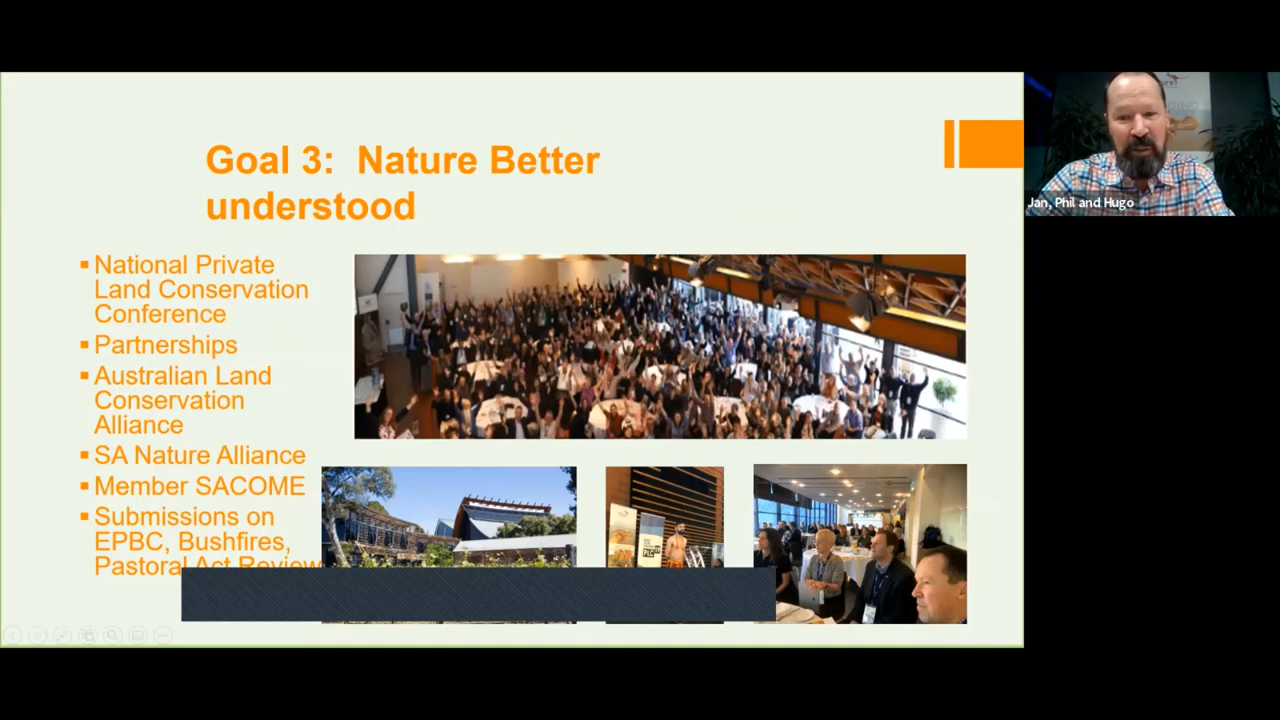 Goal 3: Nature Better
understood
▪ National Private
Land Conservation
Conference
▪ Partnerships
▪ Australian Land
Conservation
Alliance
▪ SA Nature Alliance
▪ Member SACOME
▪ Submissions on
EPBC, Bushfires,
Pastoral Act Review
Jan, Phil and Hugo